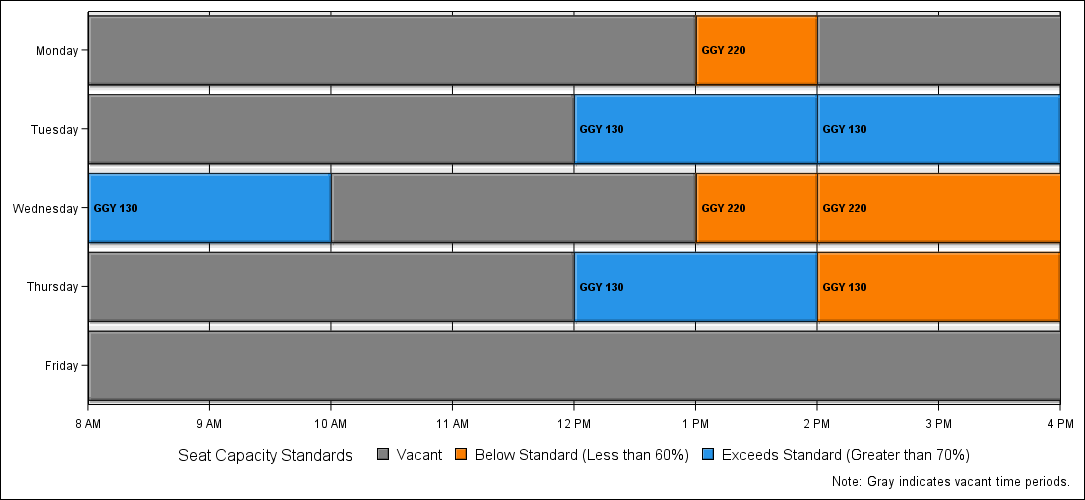 Monday
GGY 220
Tuesday
GGY 130
GGY 130
Wednesday
GGY 130
GGY 220
GGY 220
Thursday
GGY 130
GGY 130
Friday
8 AM 9 AM 10 AM 11 AM 12 PM 1 PM 2 PM 3 PM 4 PM
Seat Capacity Standards Vacant Below Standard (Less than 60%) Exceeds Standard (Greater than 70%)
Note: Gray indicates vacant time periods.